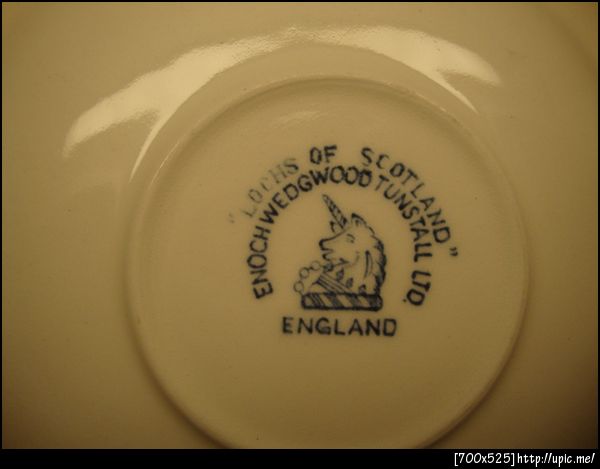 "LOCHS OF SCOTLAND"
ENOCH WEDGWOOD TUNSTALL LTD.
ENGLAND
[700x525]http://upic.me/